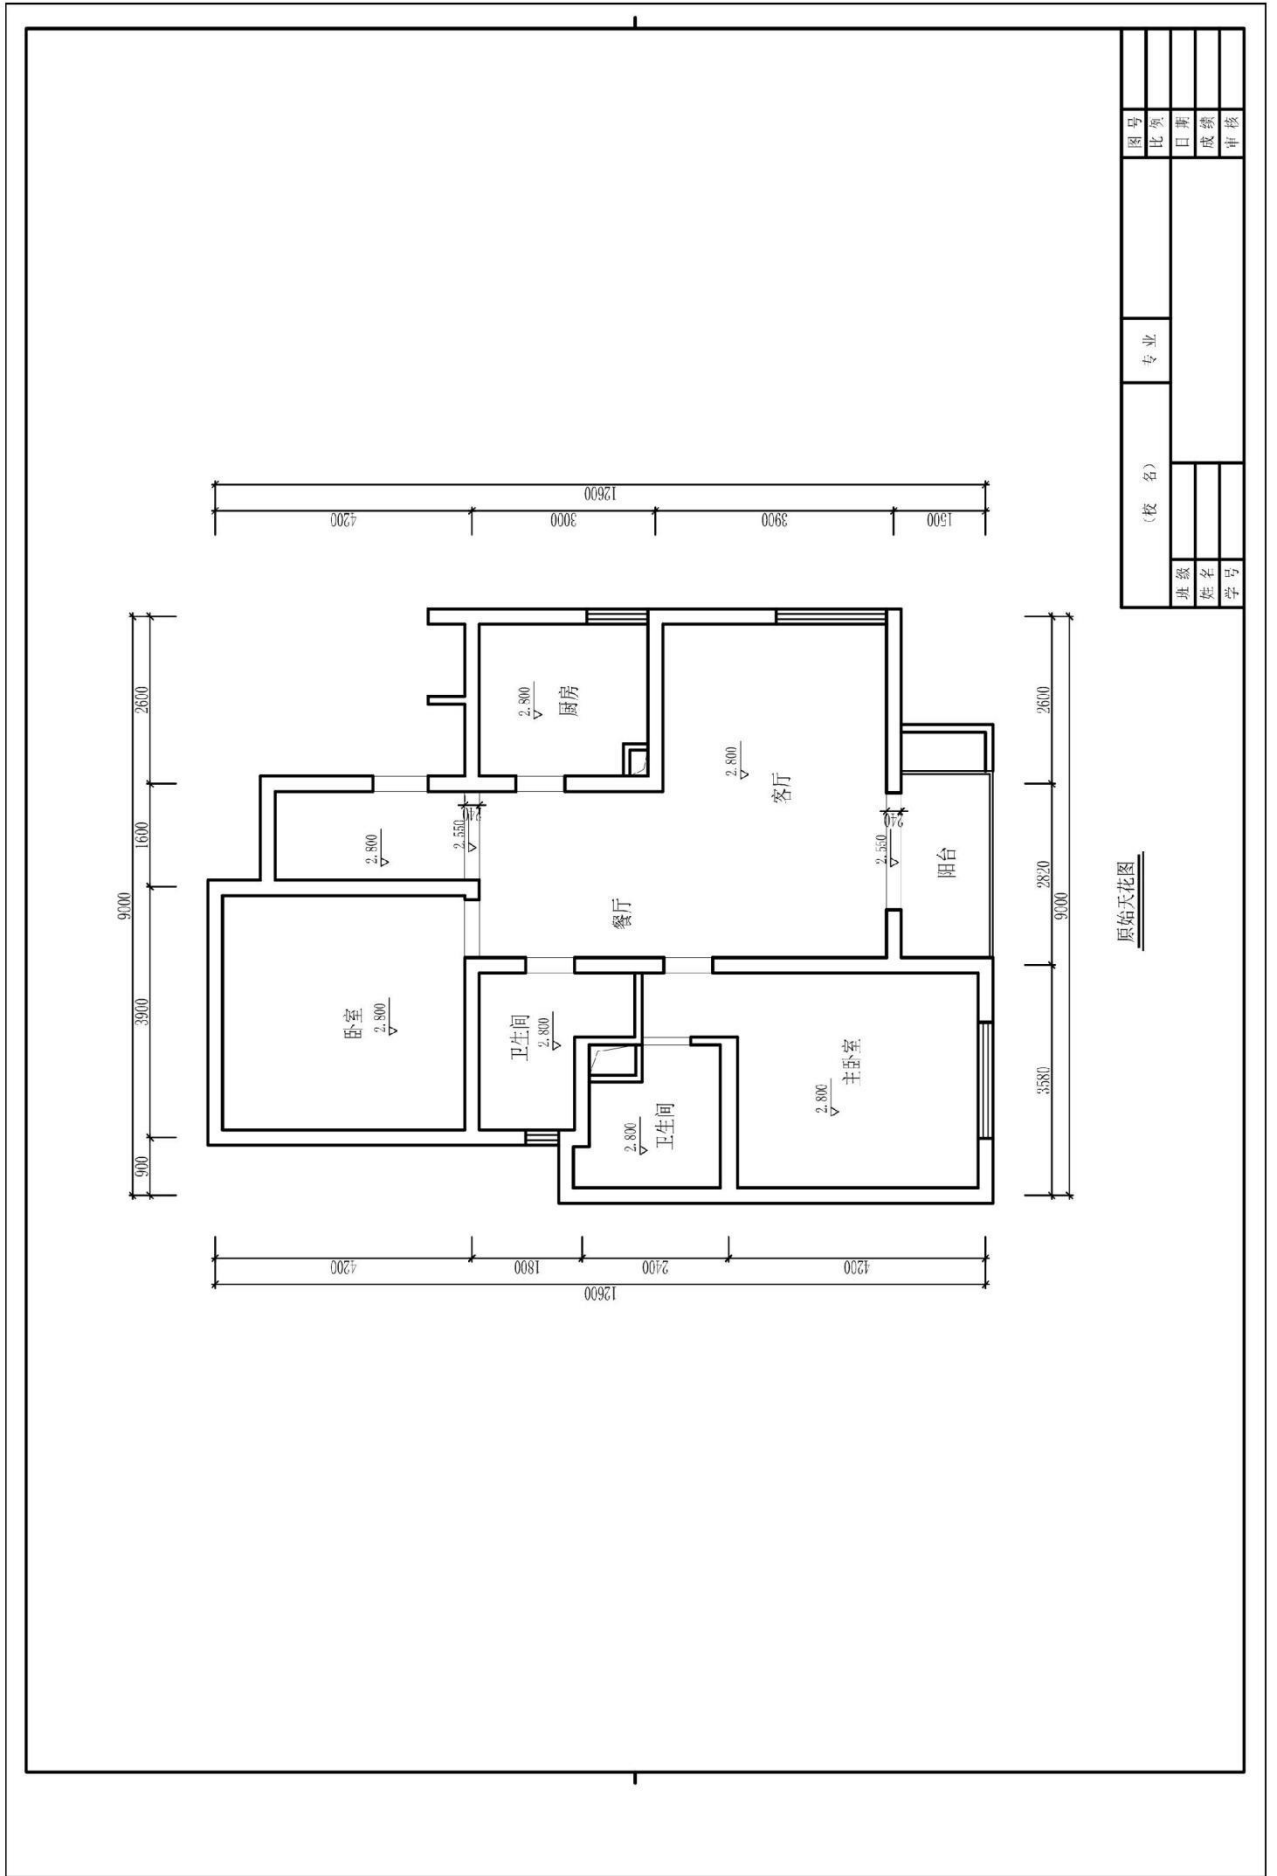 9000
900
3900
1600
2600
12600
4200
1800
2400
4200
12600
4200
3000
3900
1500
卧室
2.800
2.800
240
2.550
2.800
厨房
餐厅
卫生间
2.800
2.800
卫生间
2.800
客厅
2.800
主卧室
240
2.550
阳台
3580
2820
2600
9000
原始天花图
(校 名)
专 业
图 号
比 例
班 级
姓 名
学 号
日 期
成 绩
审 核